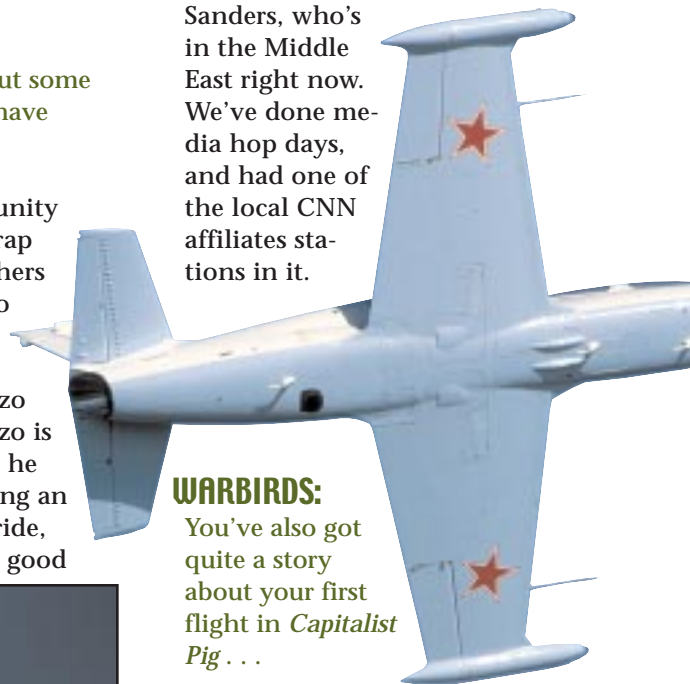 ut some
have
unity
rap
hers
o
zo
zo is
he
ng an
ride,
good
Sanders, who's
in the Middle
East right now.
We've done me-
dia hop days,
and had one of
the local CNN
affiliates sta-
tions in it.
WARBIRDS:
You've also got
quite a story
about your first
flight in Capitalist
Pig . . .